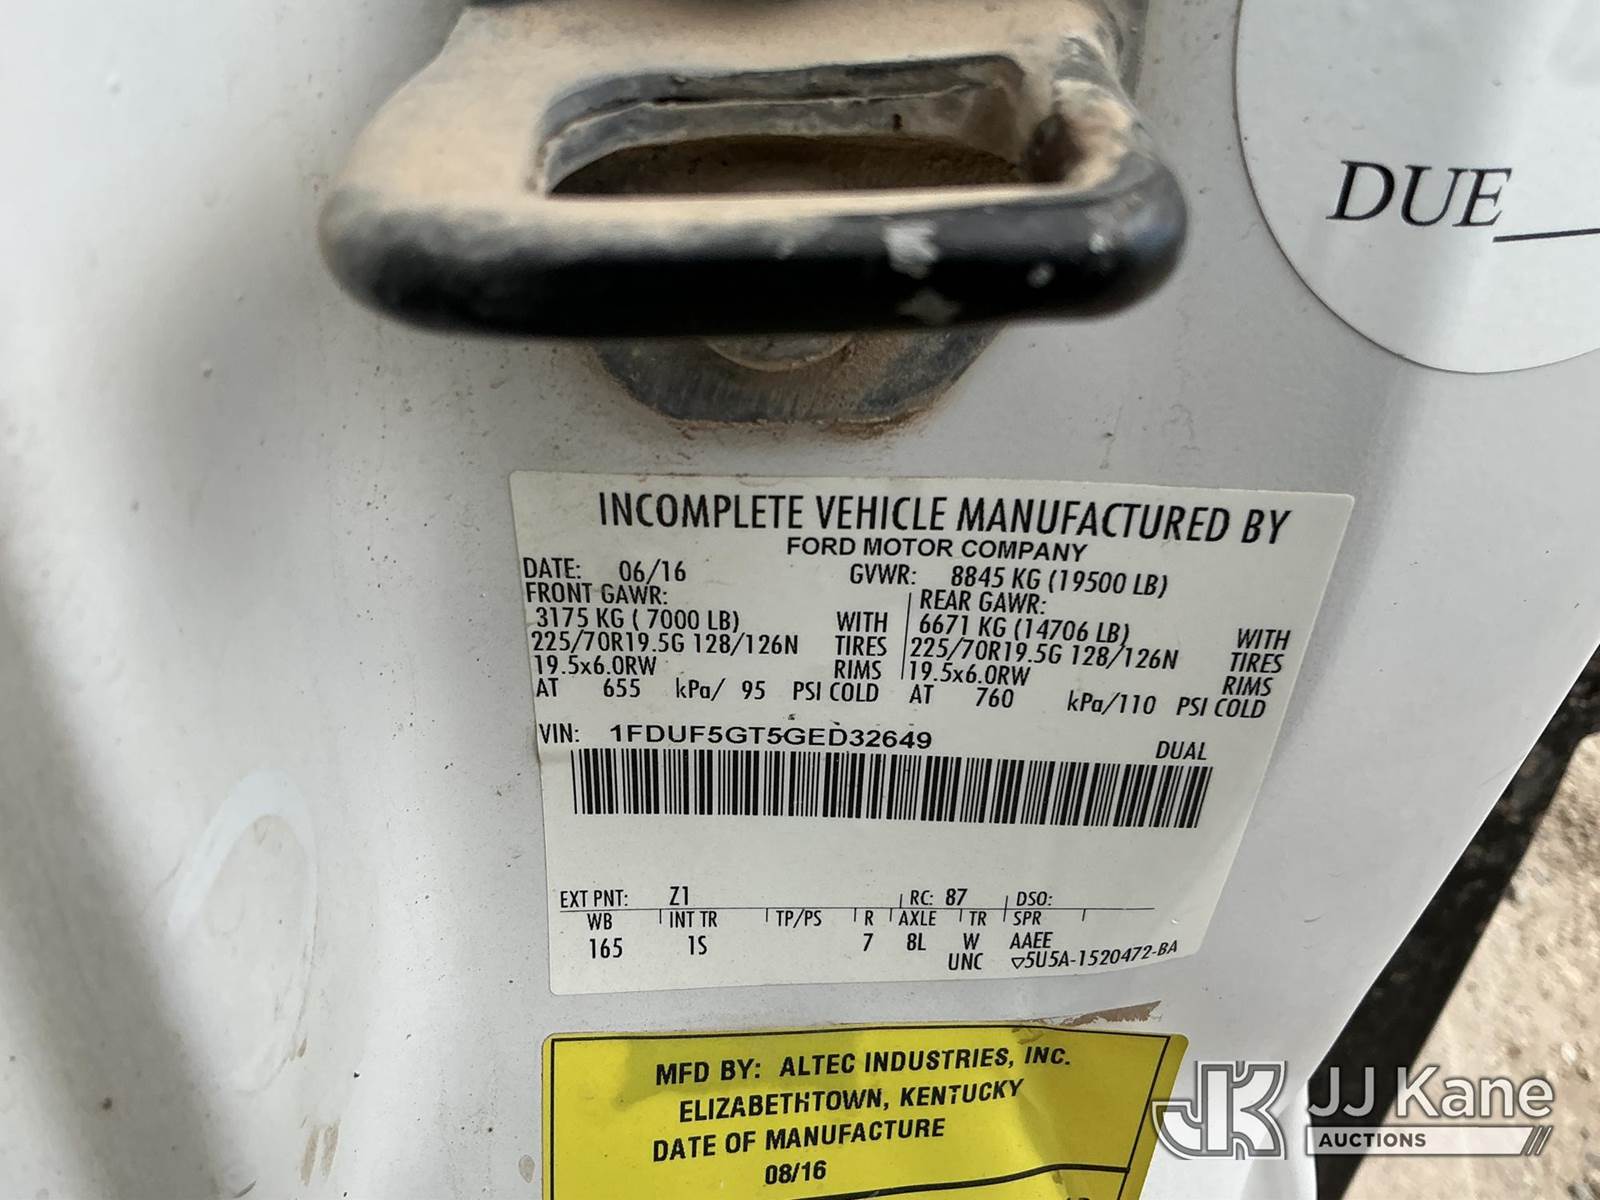 DUE
INCOMPLETE VEHICLE MANUFACTURED BY
FORD MOTOR COMPANY
DATE: 06/16 GVWR: 8845 KG (19500 LB)
FRONT GAWR: REAR GAWR:
3175 KG ( 7000 LB) WITH 6671 KG (14706 LB) WITH
225/70R19.5G 128/126N TIRES 225/70R19.5G 128/126N TIRES
19.5x6.0RW RIMS 19.5x6.0RW RIMS
AT 655 kPa/ 95 PSI COLD AT 760 kPa/110 PSI COLD
VIN: 1FDUF5GT5GED32649 DUAL
EXT PNT: Z1 RC: 87 DSO:
WB INT TR TP/PS R AXLE TR SPR
165 1S 7 8L W AAEE
UNC ▽5U5A-1520472-BA
MFD BY: ALTEC INDUSTRIES, INC.
ELIZABETHTOWN, KENTUCKY
DATE OF MANUFACTURE
08/16
JK JJ Kane
AUCTIONS